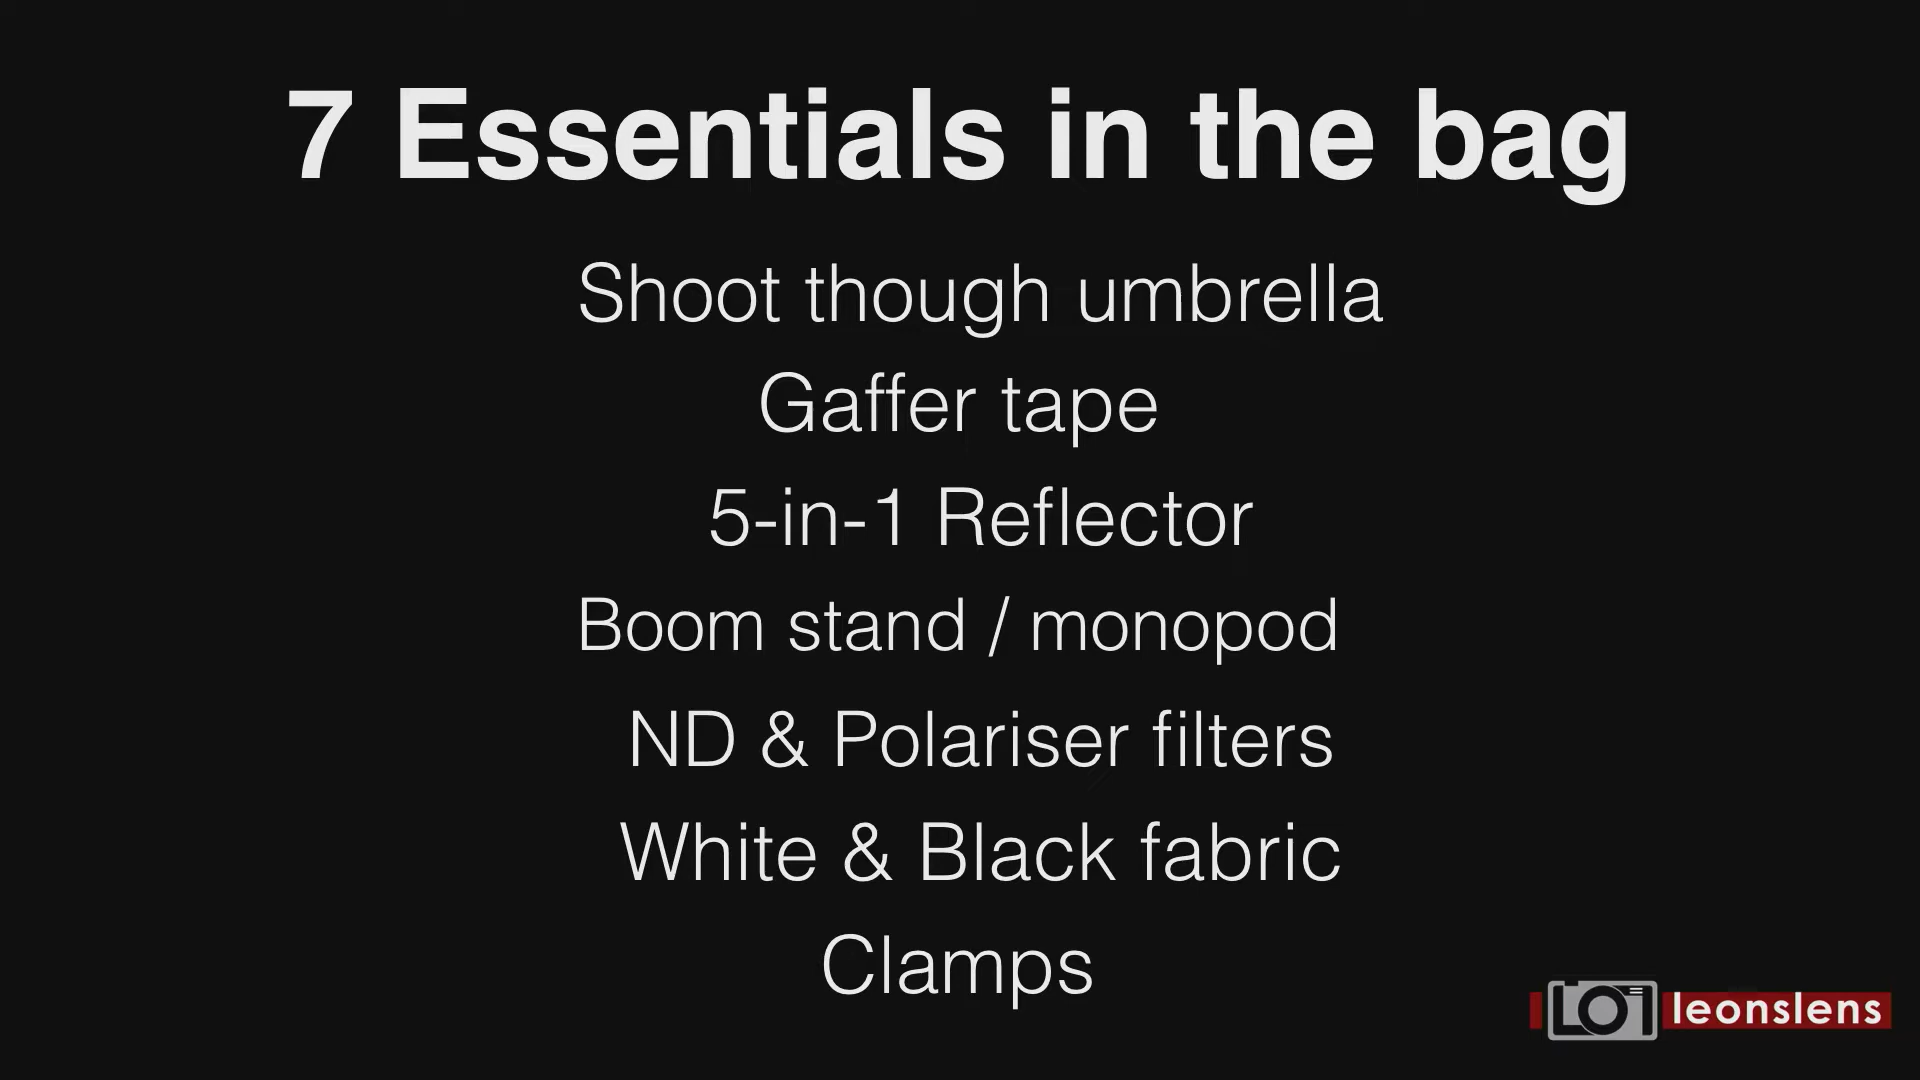 7 Essentials in the bag
Shoot though umbrella
Gaffer tape
5-in-1 Reflector
Boom stand / monopod
ND & Polariser filters
White & Black fabric
Clamps
leonslens